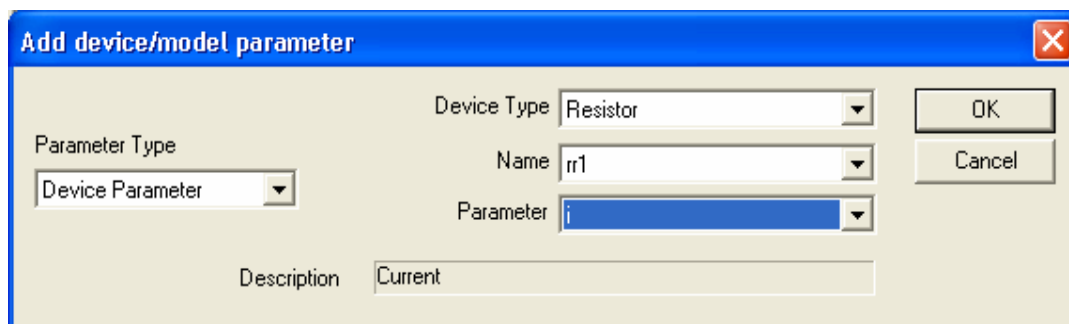 Add device/model parameter
Device Type Resistor
OK
Parameter Type
Name rr1
Cancel
Device Parameter
Parameter i
Description Current